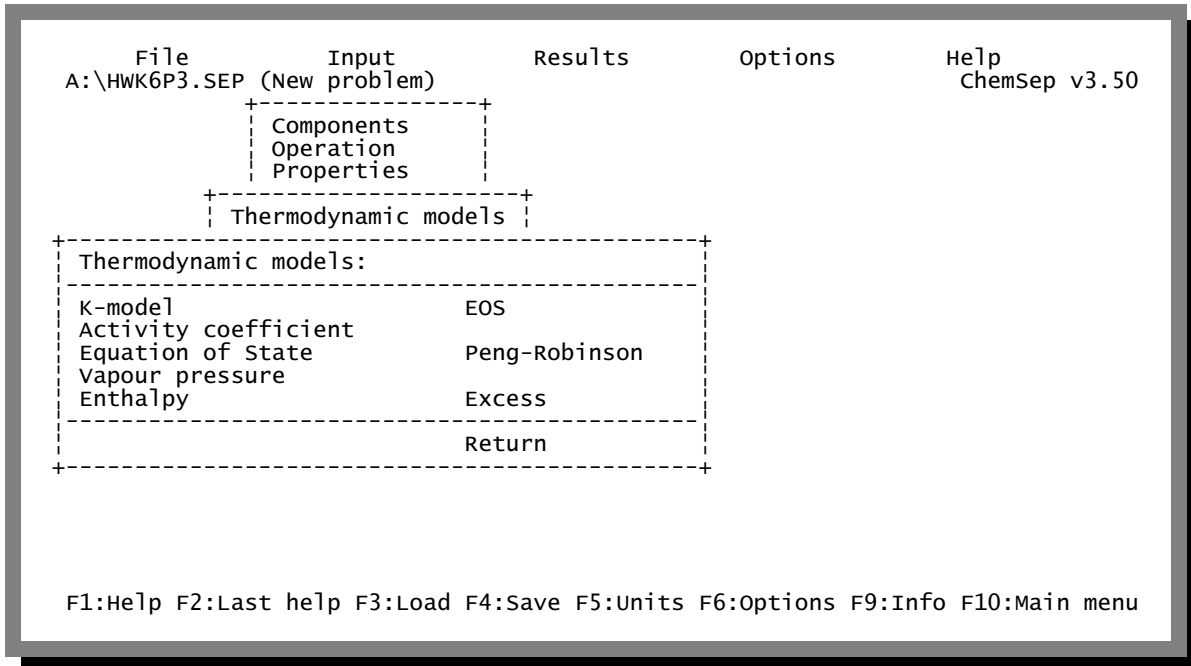 File Input Results Options Help
A:\HWK6P3.SEP (New problem) ChemSep v3.50
Components
Operation
Properties
Thermodynamic models
Thermodynamic models:
K-model EOS
Activity coefficient
Equation of State Peng-Robinson
Vapour pressure
Enthalpy Excess
Return
F1:Help F2:Last help F3:Load F4:Save F5:Units F6:Options F9:Info F10:Main menu